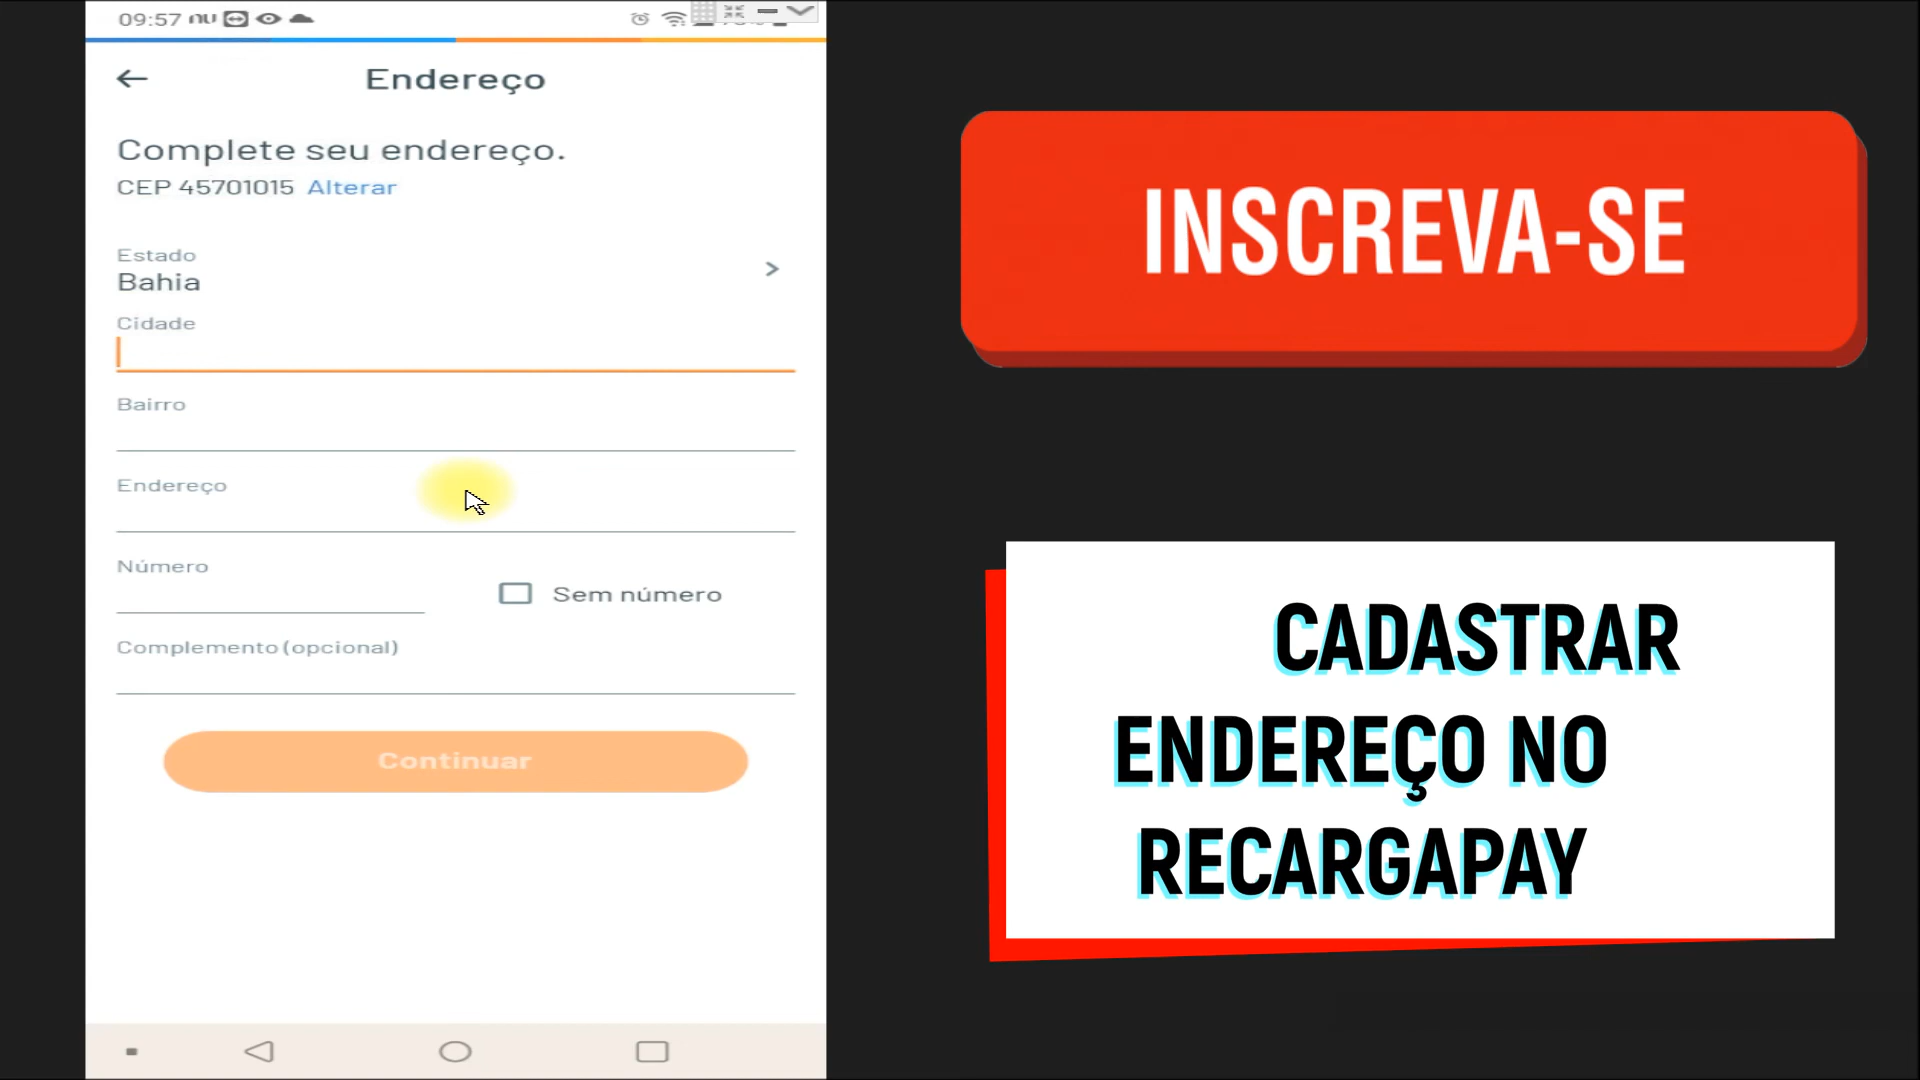 09:57
Endereço
Complete seu endereço.
CEP 45701015 Alterar
Estado
Bahia
Cidade
Bairro
Endereço
Número
Sem número
Complemento (opcional)
Continuar
INSCREVA-SE
CADASTRAR
ENDEREÇO NO
RECARGAPAY